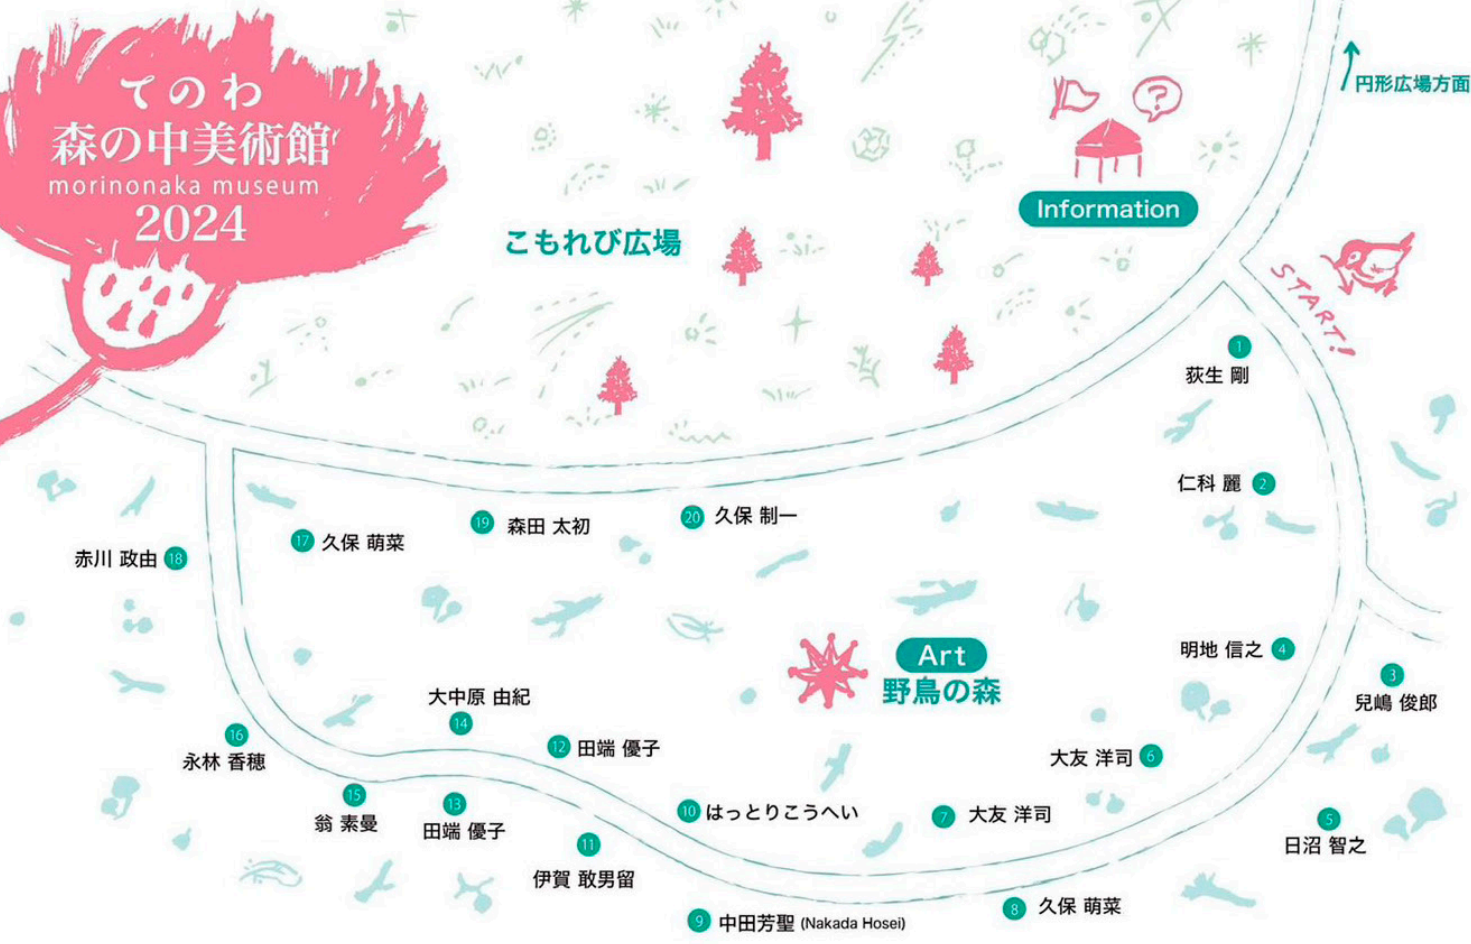 てのわ
森の中美術館
morinonaka museum
2024
円形広場方面
?
Information
こもれび広場
START!
1
荻生 剛
仁科 麗 2
19 森田 太初
20 久保 制一
17 久保 萌菜
赤川 政由 18
Art
野鳥の森
明地 信之 4
3
兒嶋 俊郎
大中原 由紀
14
16
永林 香穂
12 田端 優子
大友 洋司 6
15
翁 素曼
13
田端 優子
10 はっとりこうへい
7 大友 洋司
5
日沼 智之
11
伊賀 敢男留
9 中田芳聖 (Nakada Hosei)
8 久保 萌菜